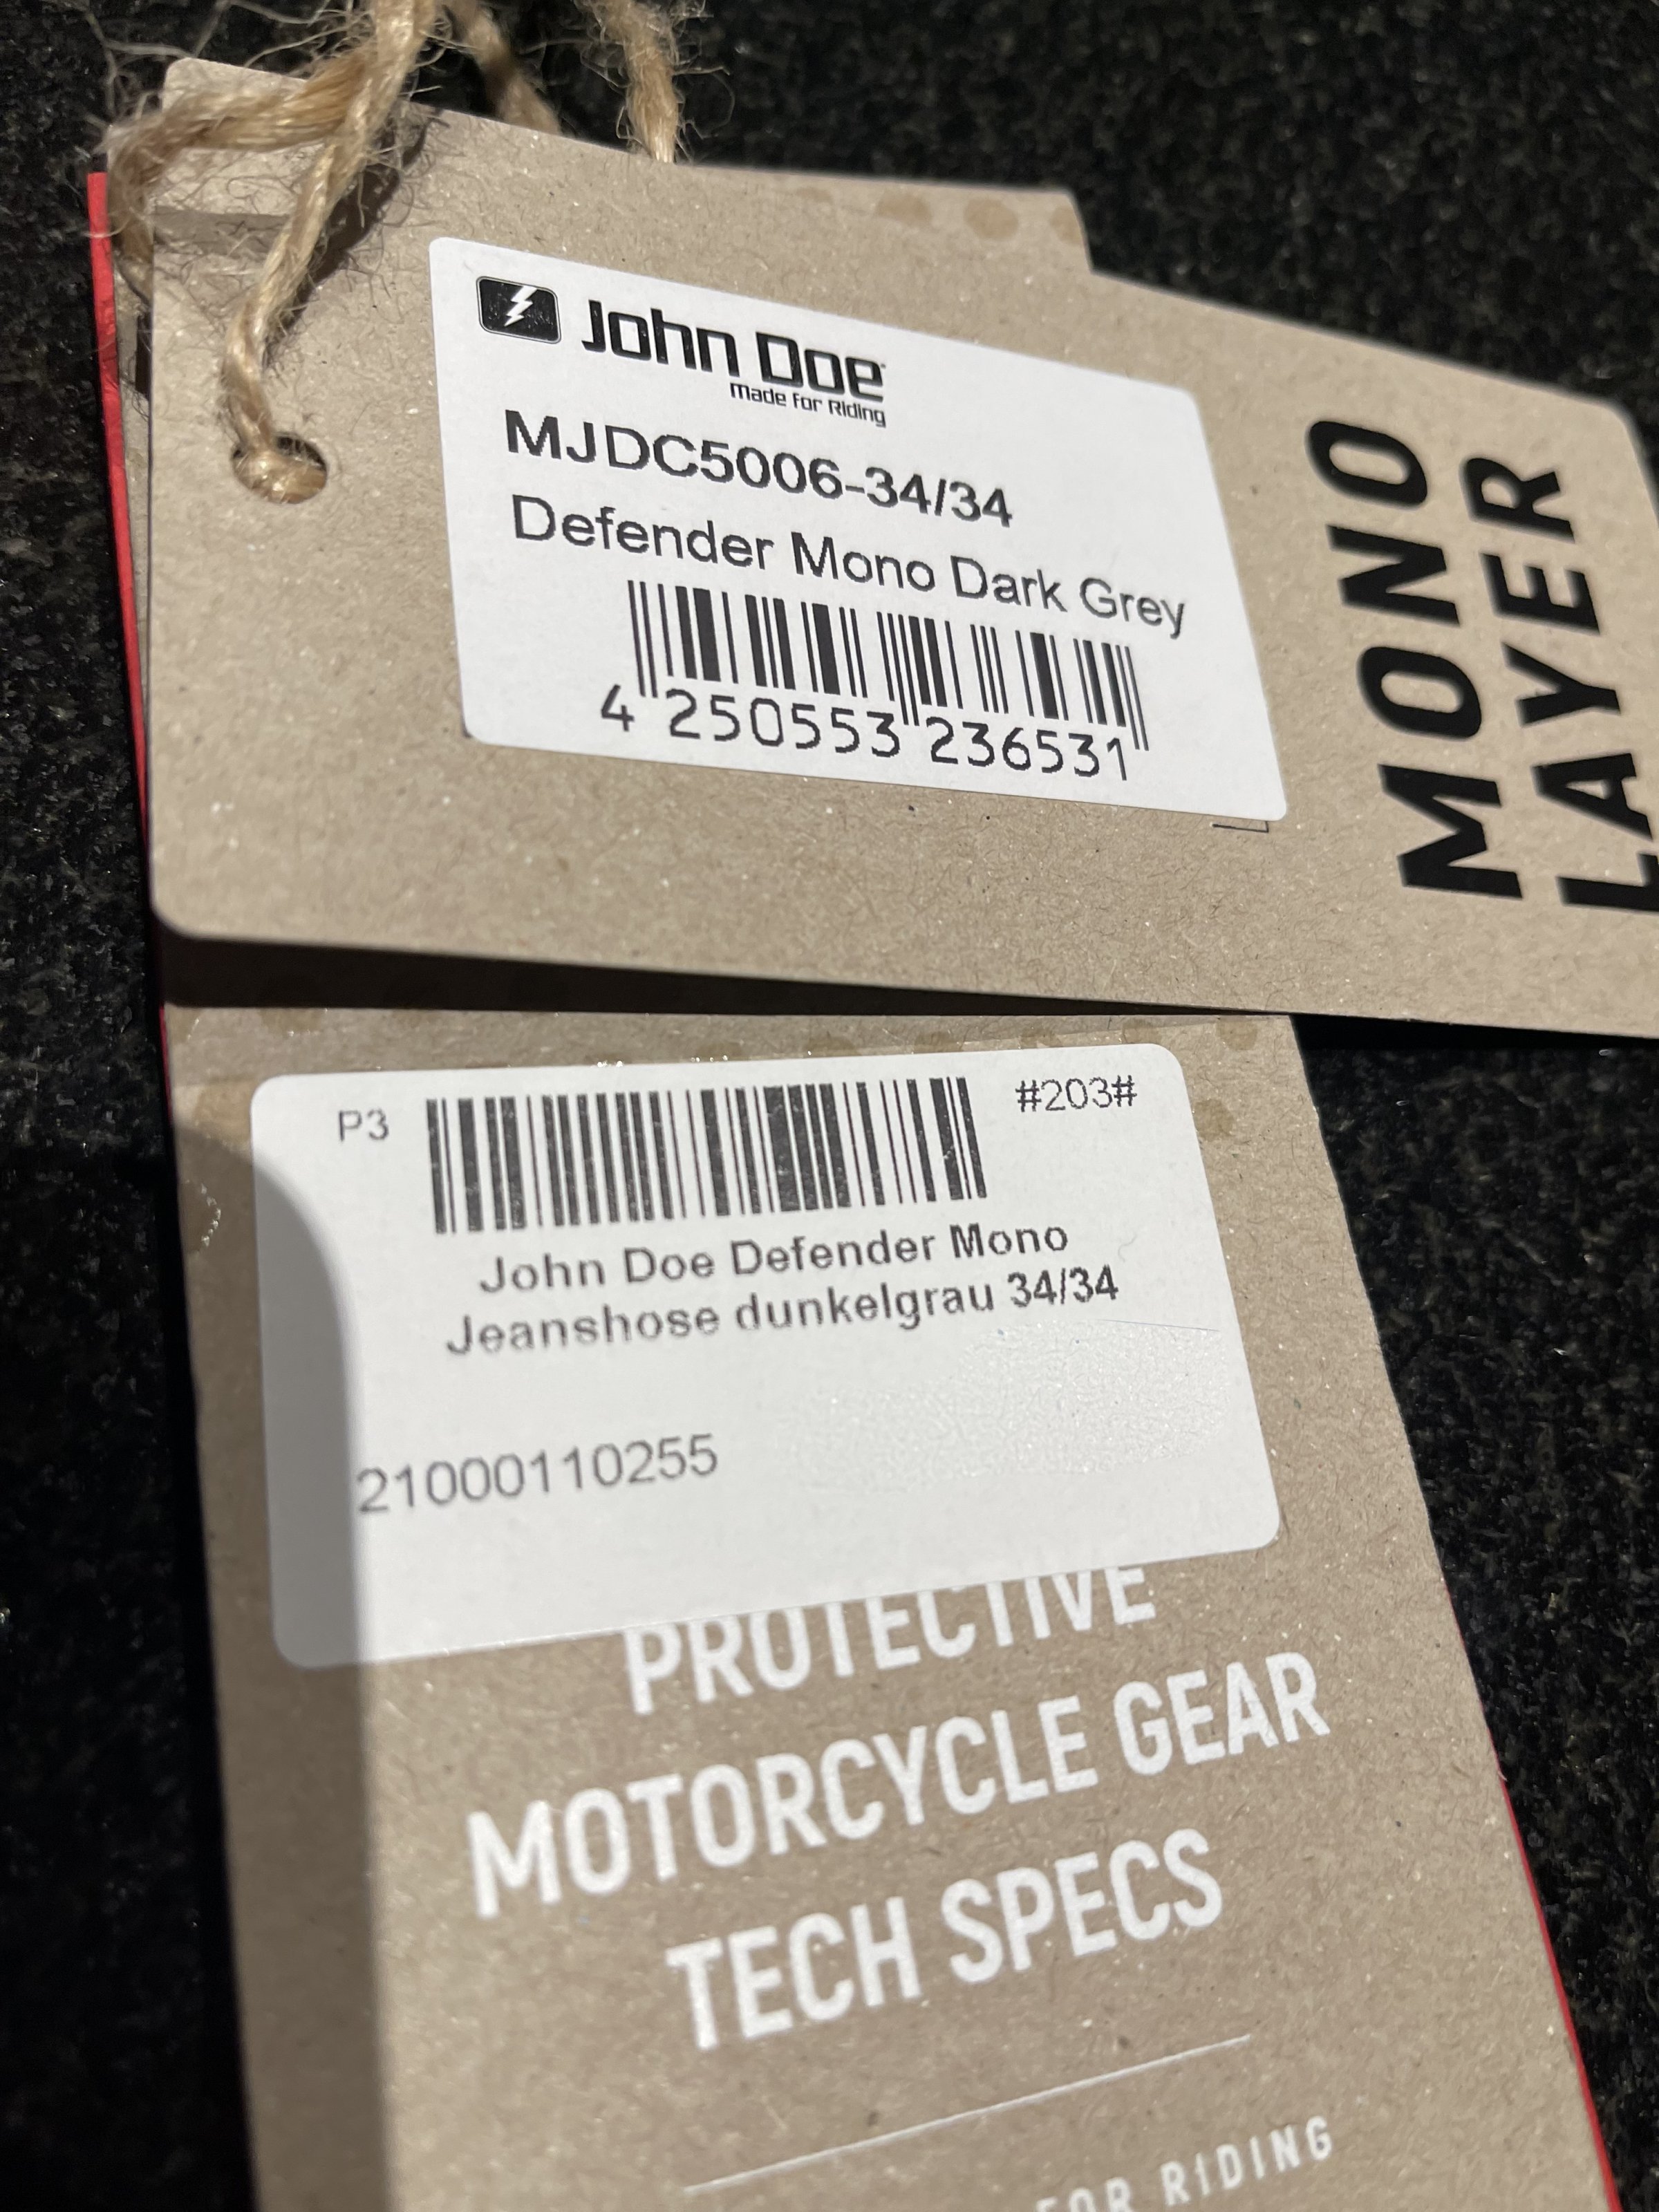 John Doe
Made for Riding
MJDC5006-34/34
Defender Mono Dark Grey
4 250553 236531
MONO
LAYER
P3
#203#
John Doe Defender Mono
Jeanshose dunkelgrau 34/34
21000110255
PROTECTIVE
MOTORCYCLE GEAR
TECH SPECS
FOR RIDING